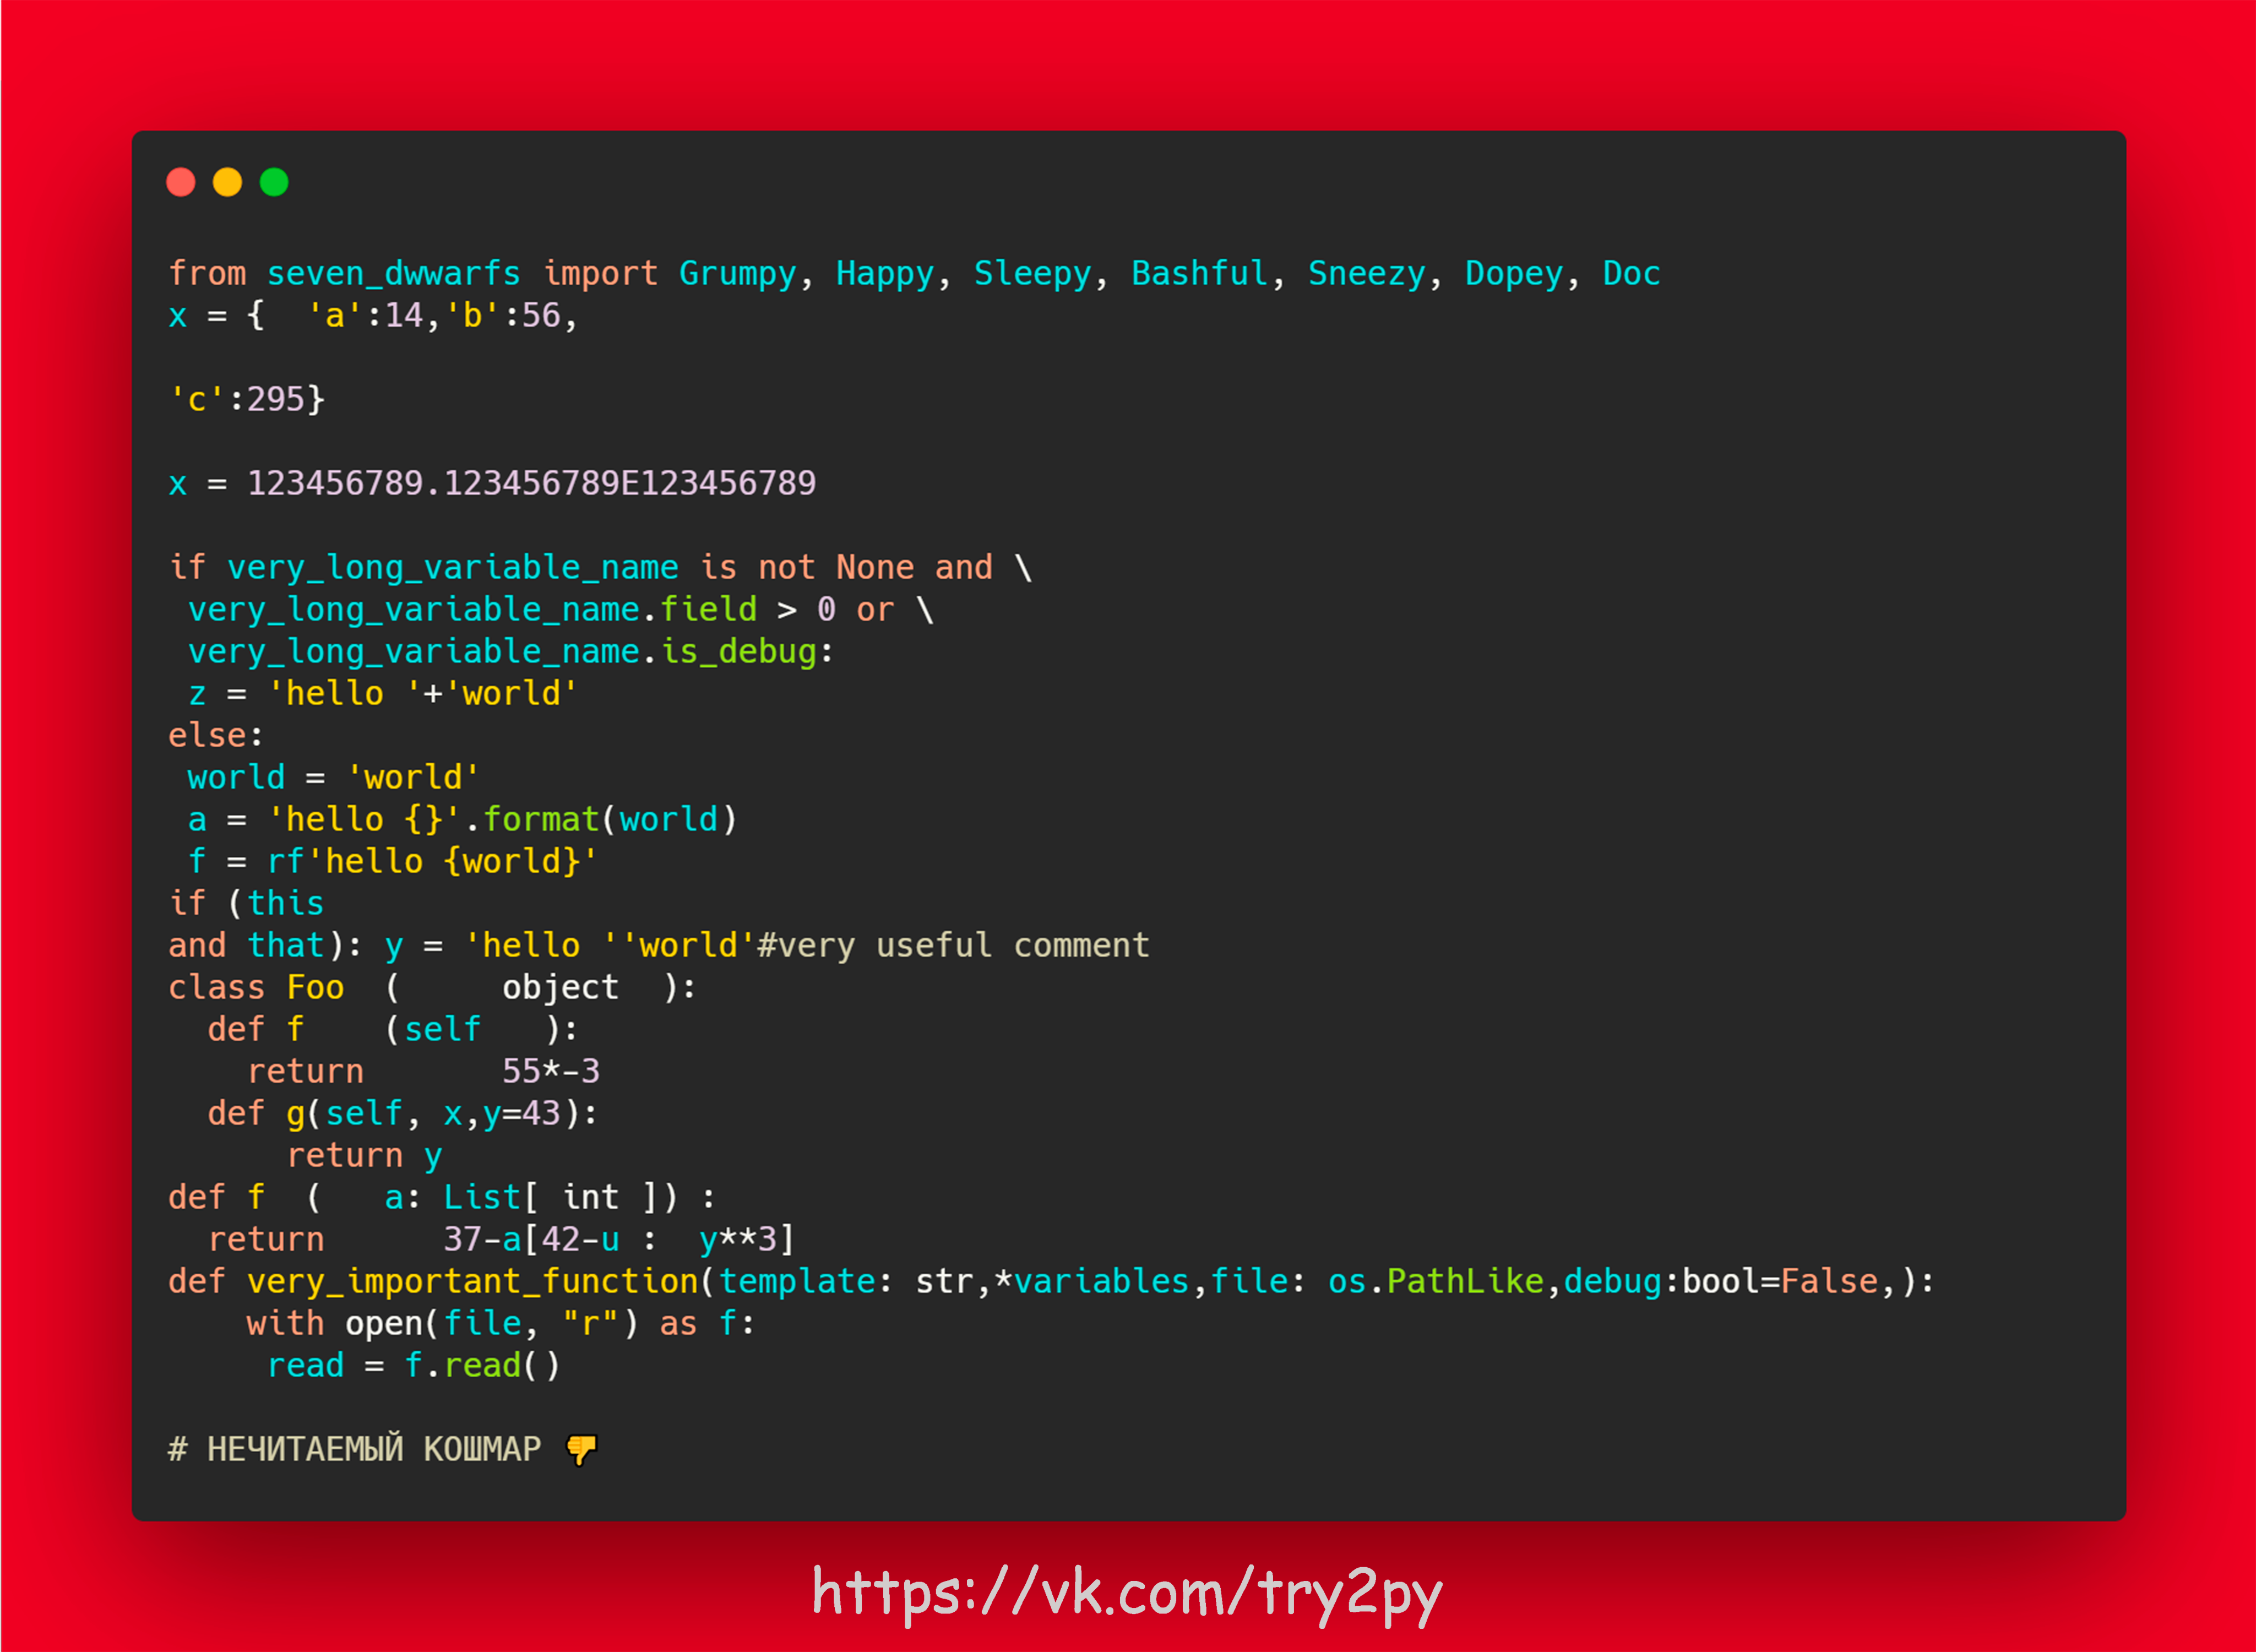 from seven_dwwarfs import Grumpy, Happy, Sleepy, Bashful, Sneezy, Dopey, Doc
x = {  'a':14,'b':56,

'c':295}

x = 123456789.123456789E123456789

if very_long_variable_name is not None and \
 very_long_variable_name.field > 0 or \
 very_long_variable_name.is_debug:
 z = 'hello '+'world'
else:
 world = 'world'
 a = 'hello {}'.format(world)
 f = rf'hello {world}'
if (this
and that): y = 'hello ''world'#very useful comment
class Foo  (     object  ):
  def f    (self   ):
    return       55*-3
  def g(self, x,y=43):
      return y
def f  (   a: List[ int ]) :
  return      37-a[42-u :  y**3]
def very_important_function(template: str,*variables,file: os.PathLike,debug:bool=False,):
    with open(file, "r") as f:
     read = f.read()

# НЕЧИТАЕМЫЙ КОШМАР 👎
https://vk.com/try2py